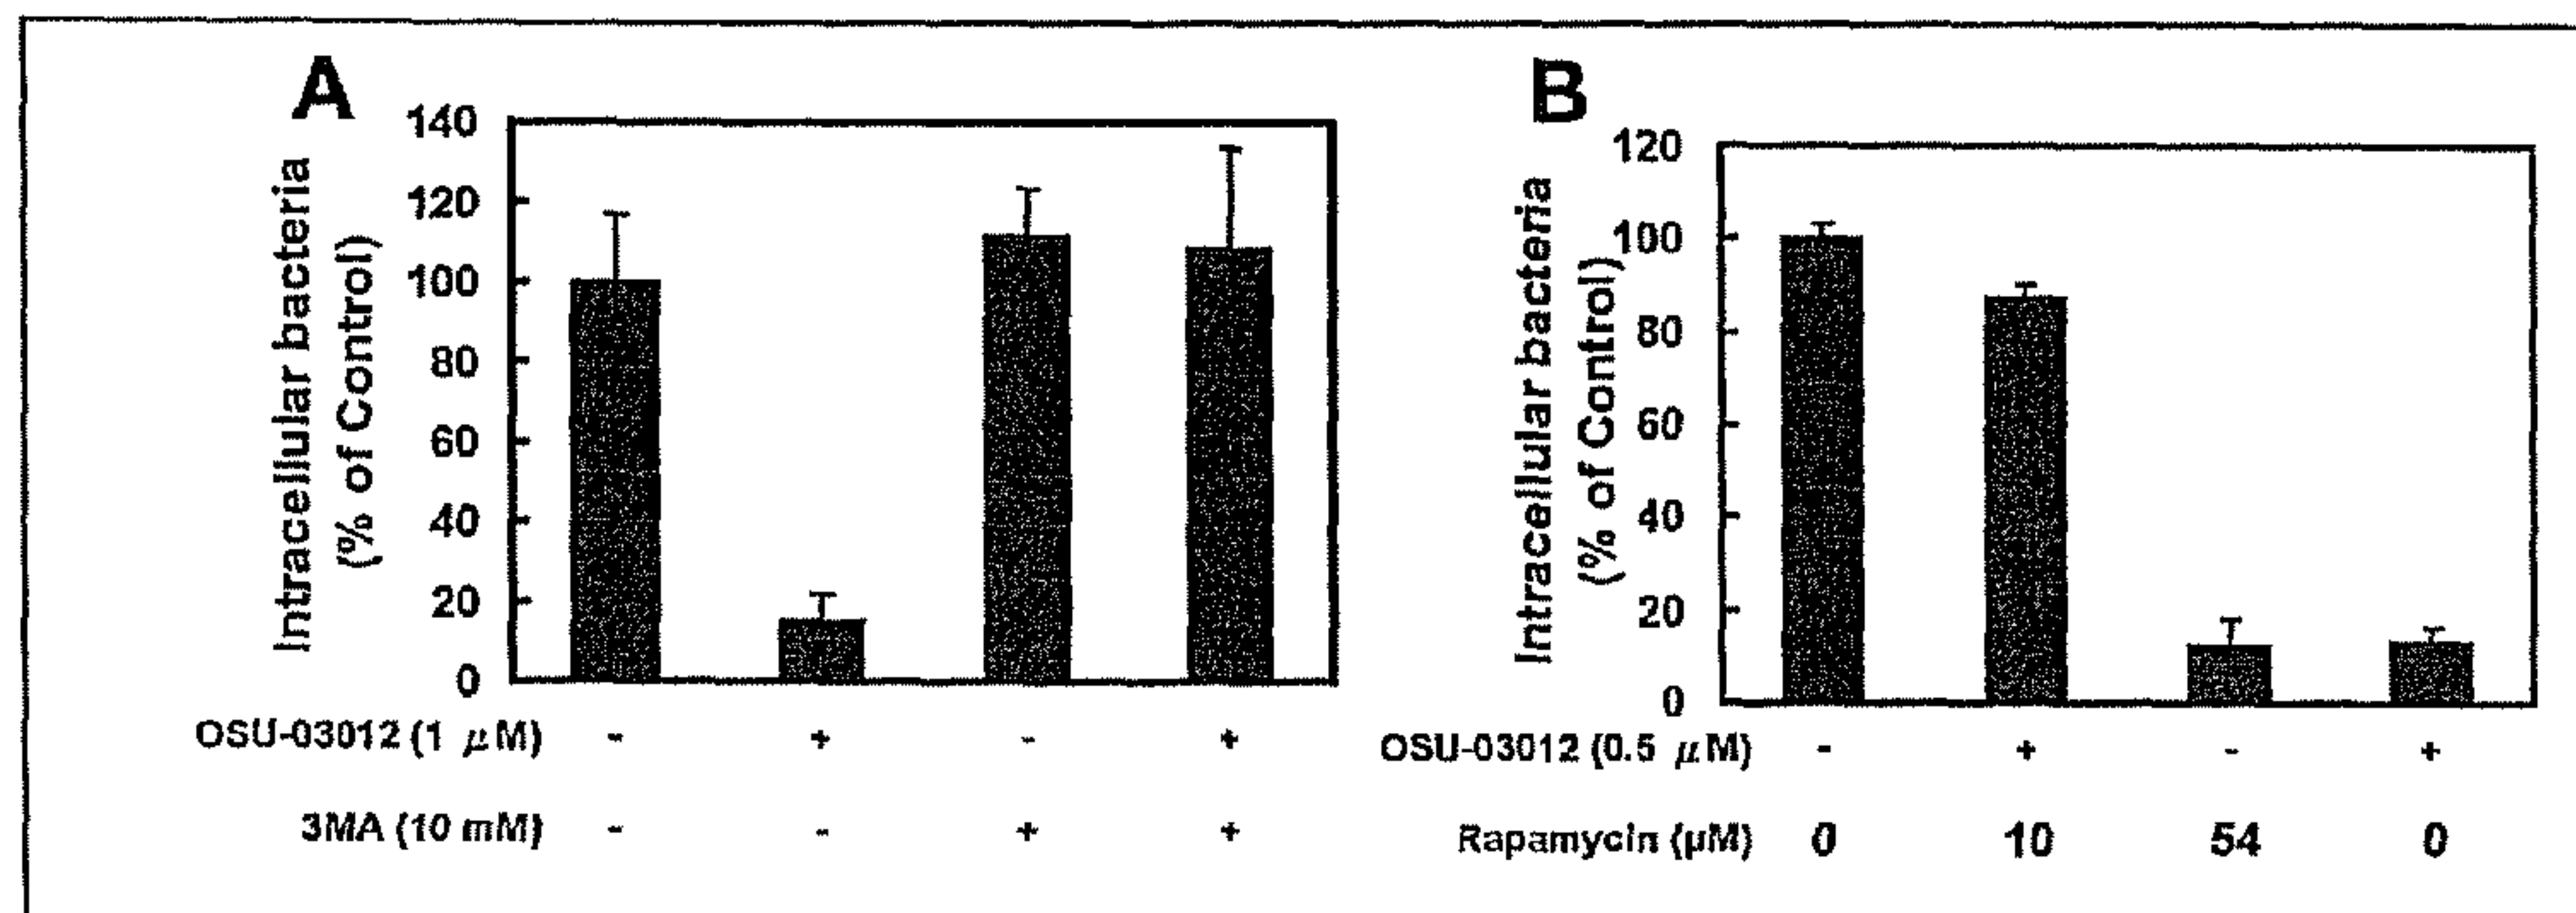 A
Intracellular bacteria
(% of Control)
140
120
100
80
60
40
20
0
OSU-03012 (1 μM) - + - +
3MA (10 mM) - - + +
B
Intracellular bacteria
(% of Control)
120
100
80
60
40
20
0
OSU-03012 (0.5 μM) - + - +
Rapamycin (μM) 0 10 54 0